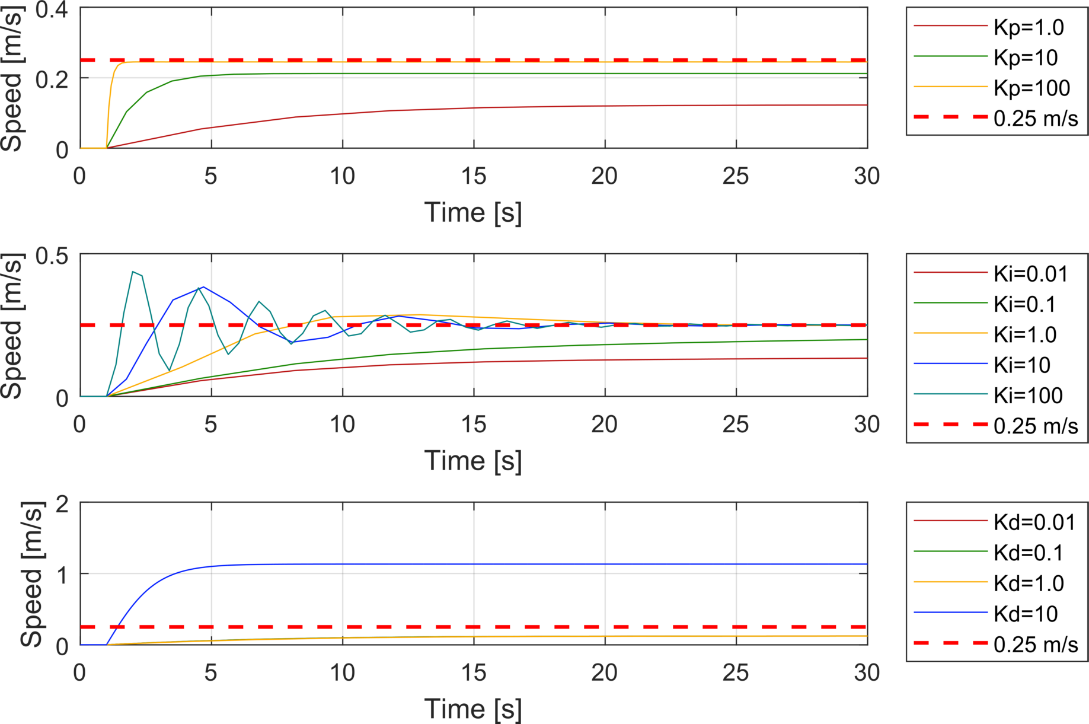 Speed [m/s]
0.4
0.2
0
0 5 10 15 20 25 30
Time [s]
Kp=1.0
Kp=10
Kp=100
0.25 m/s
Speed [m/s]
0.5
0
0 5 10 15 20 25 30
Time [s]
Ki=0.01
Ki=0.1
Ki=1.0
Ki=10
Ki=100
0.25 m/s
Speed [m/s]
2
1
0
0 5 10 15 20 25 30
Time [s]
Kd=0.01
Kd=0.1
Kd=1.0
Kd=10
0.25 m/s